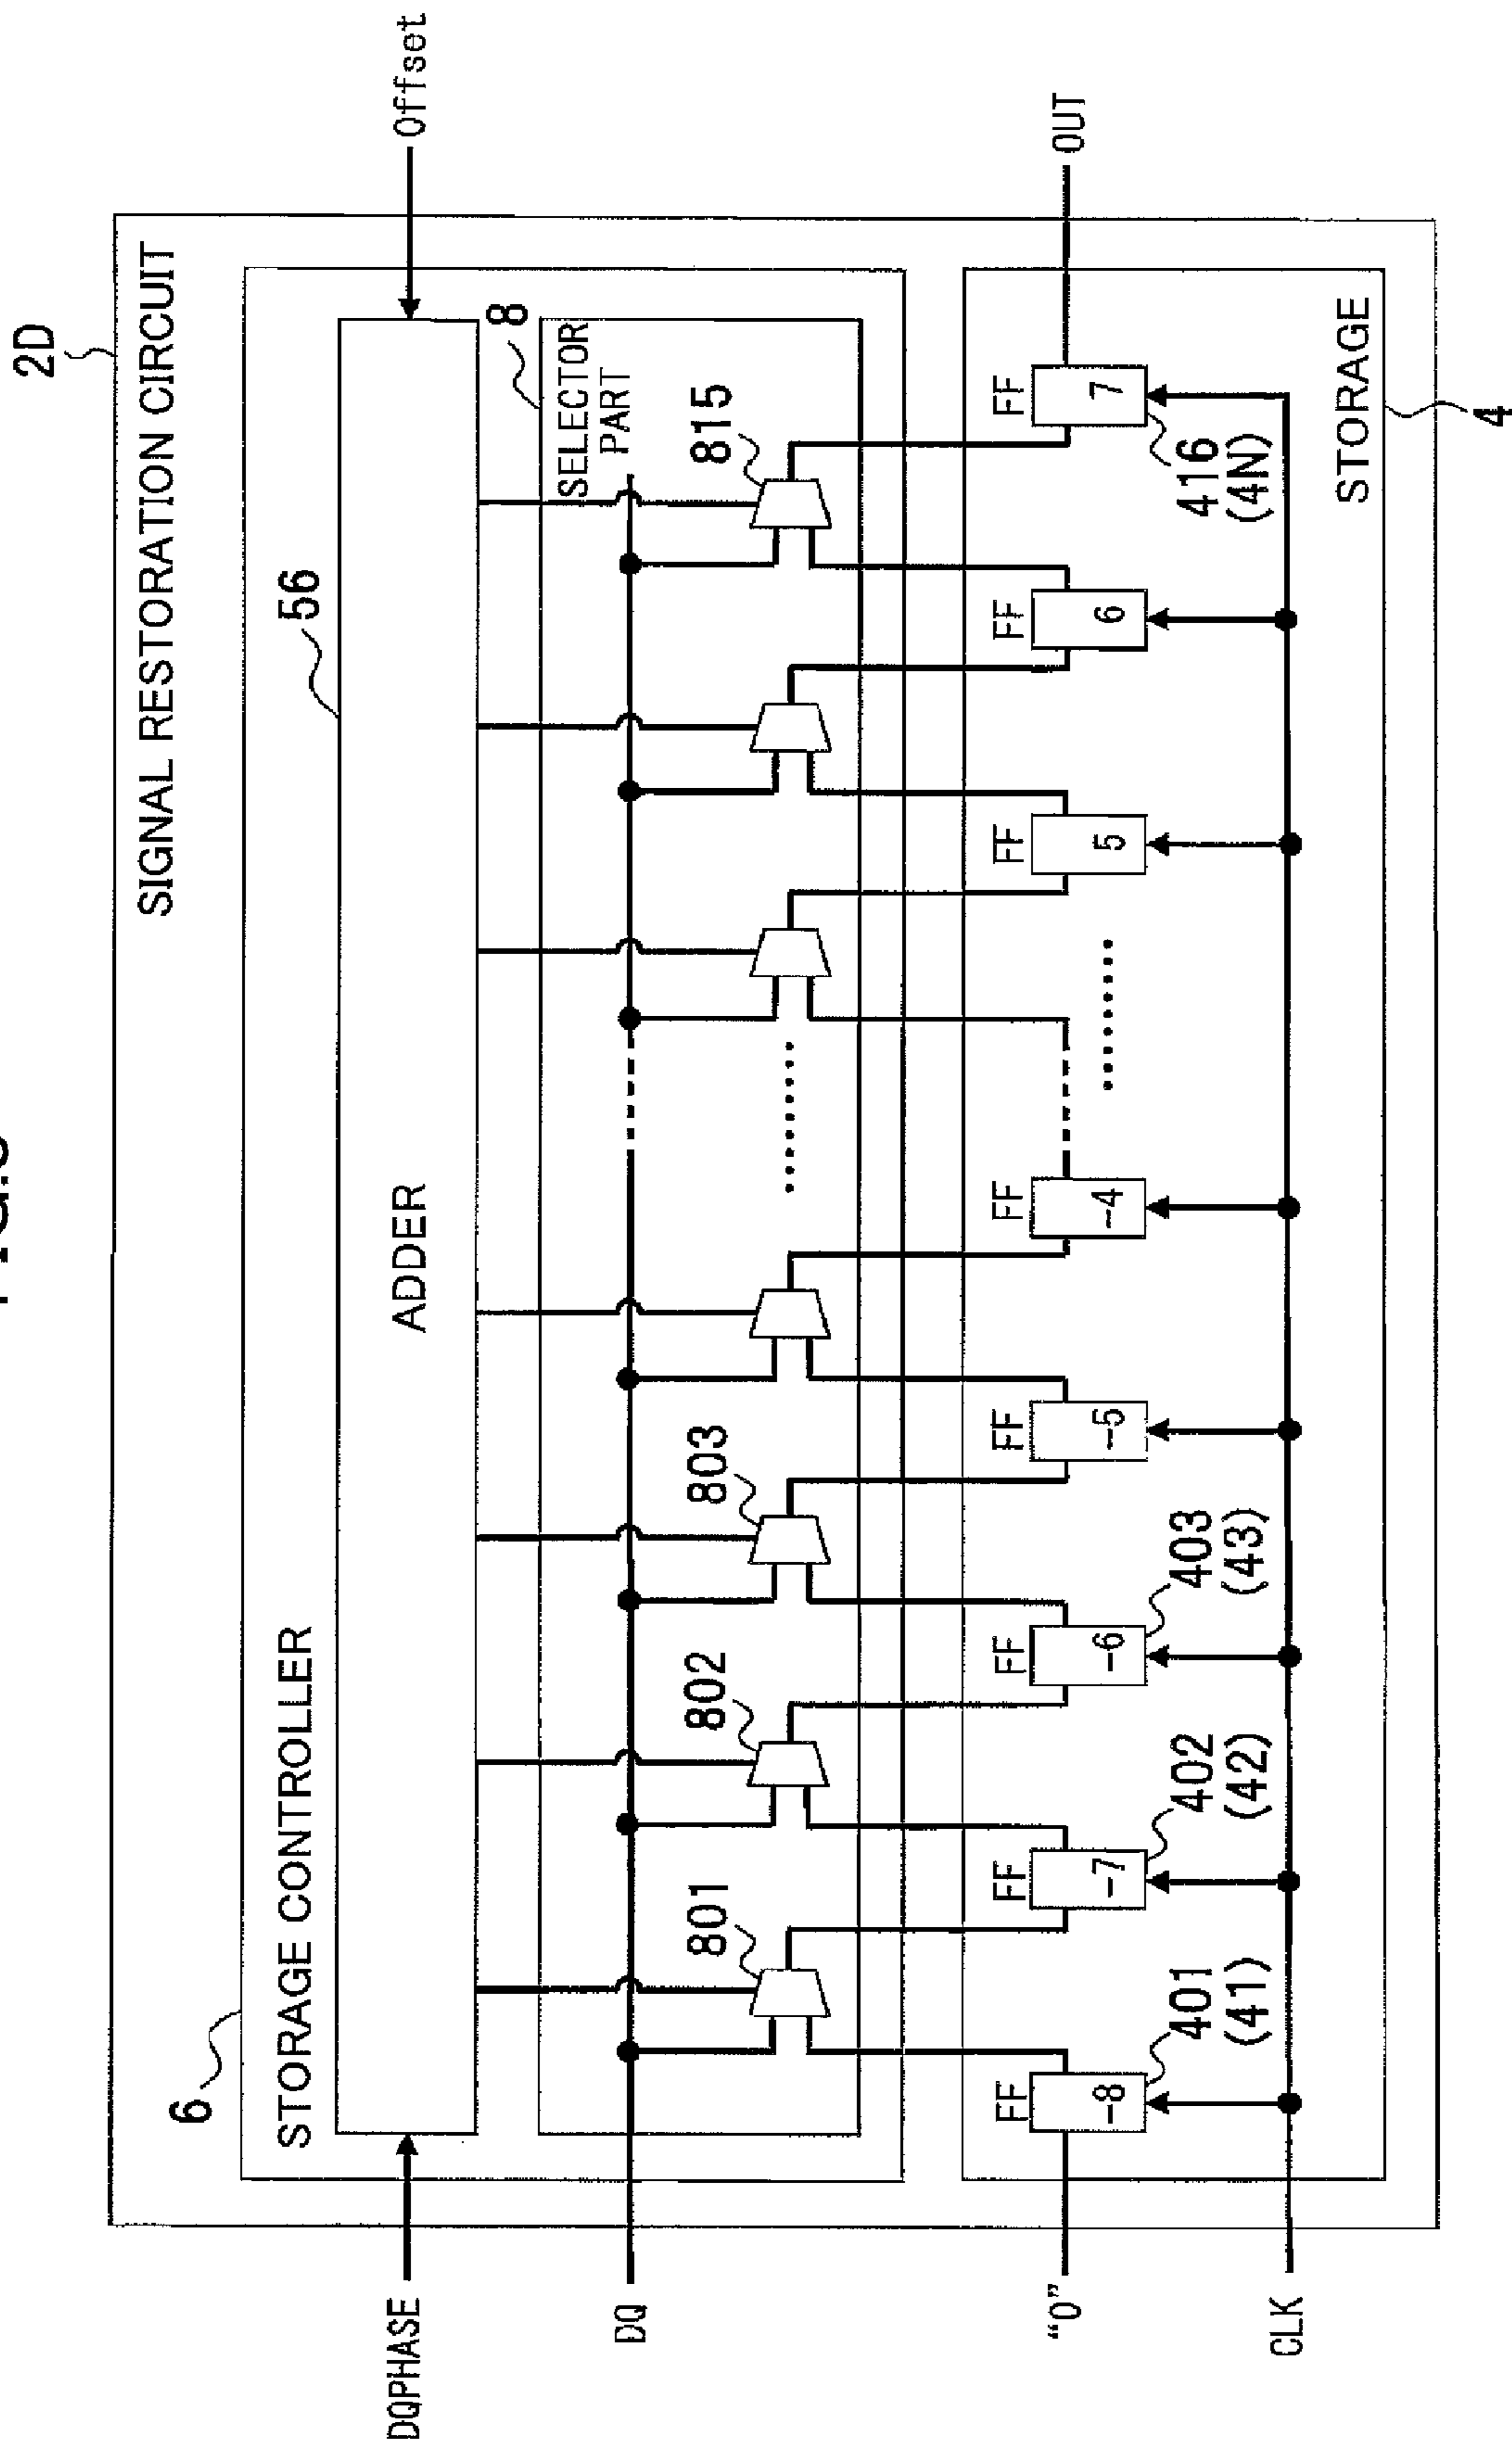 2D
SIGNAL RESTORATION CIRCUIT
6
STORAGE CONTROLLER
56
ADDER
DQPHASE
Offset
8
SELECTOR
PART
801
802
803
815
DQ
FF
-8
FF
-7
FF
-6
FF
-5
FF
-4
FF
5
FF
6
FF
7
"0"
OUT
401
(41)
402
(42)
403
(43)
416
(4N)
CLK
STORAGE
4